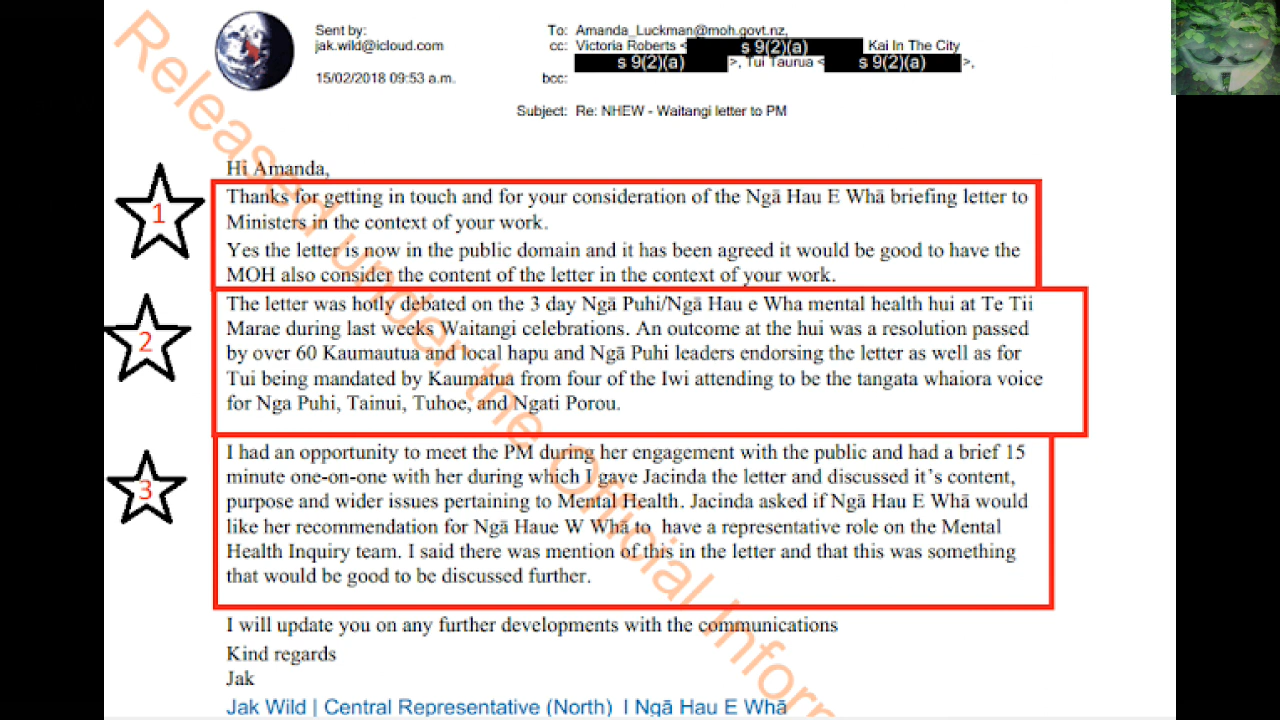 Sent by:
jak.wild@icloud.com
15/02/2018 09:53 a.m.
To: Amanda_Luckman@moh.govt.nz,
cc: Victoria Roberts < s 9(2)(a) Kai In The City
s 9(2)(a) >, Tui Taurua < s 9(2)(a) >,
bcc:
Subject: Re: NHEW - Waitangi letter to PM
Hi Amanda,
1
Thanks for getting in touch and for your consideration of the Ngā Hau E Whā briefing letter to
Ministers in the context of your work.
Yes the letter is now in the public domain and it has been agreed it would be good to have the
MOH also consider the content of the letter in the context of your work.
2
The letter was hotly debated on the 3 day Ngā Puhi/Ngā Hau e Wha mental health hui at Te Tii
Marae during last weeks Waitangi celebrations. An outcome at the hui was a resolution passed
by over 60 Kaumautua and local hapu and Ngā Puhi leaders endorsing the letter as well as for
Tui being mandated by Kaumatua from four of the Iwi attending to be the tangata whaiora voice
for Nga Puhi, Tainui, Tuhoe, and Ngati Porou.
3
I had an opportunity to meet the PM during her engagement with the public and had a brief 15
minute one-on-one with her during which I gave Jacinda the letter and discussed it's content,
purpose and wider issues pertaining to Mental Health. Jacinda asked if Ngā Hau E Whā would
like her recommendation for Ngā Haue W Whā to have a representative role on the Mental
Health Inquiry team. I said there was mention of this in the letter and that this was something
that would be good to be discussed further.
I will update you on any further developments with the communications
Kind regards
Jak
Jak Wild | Central Representative (North) I Ngā Hau E Whā
Released under the Official Inform